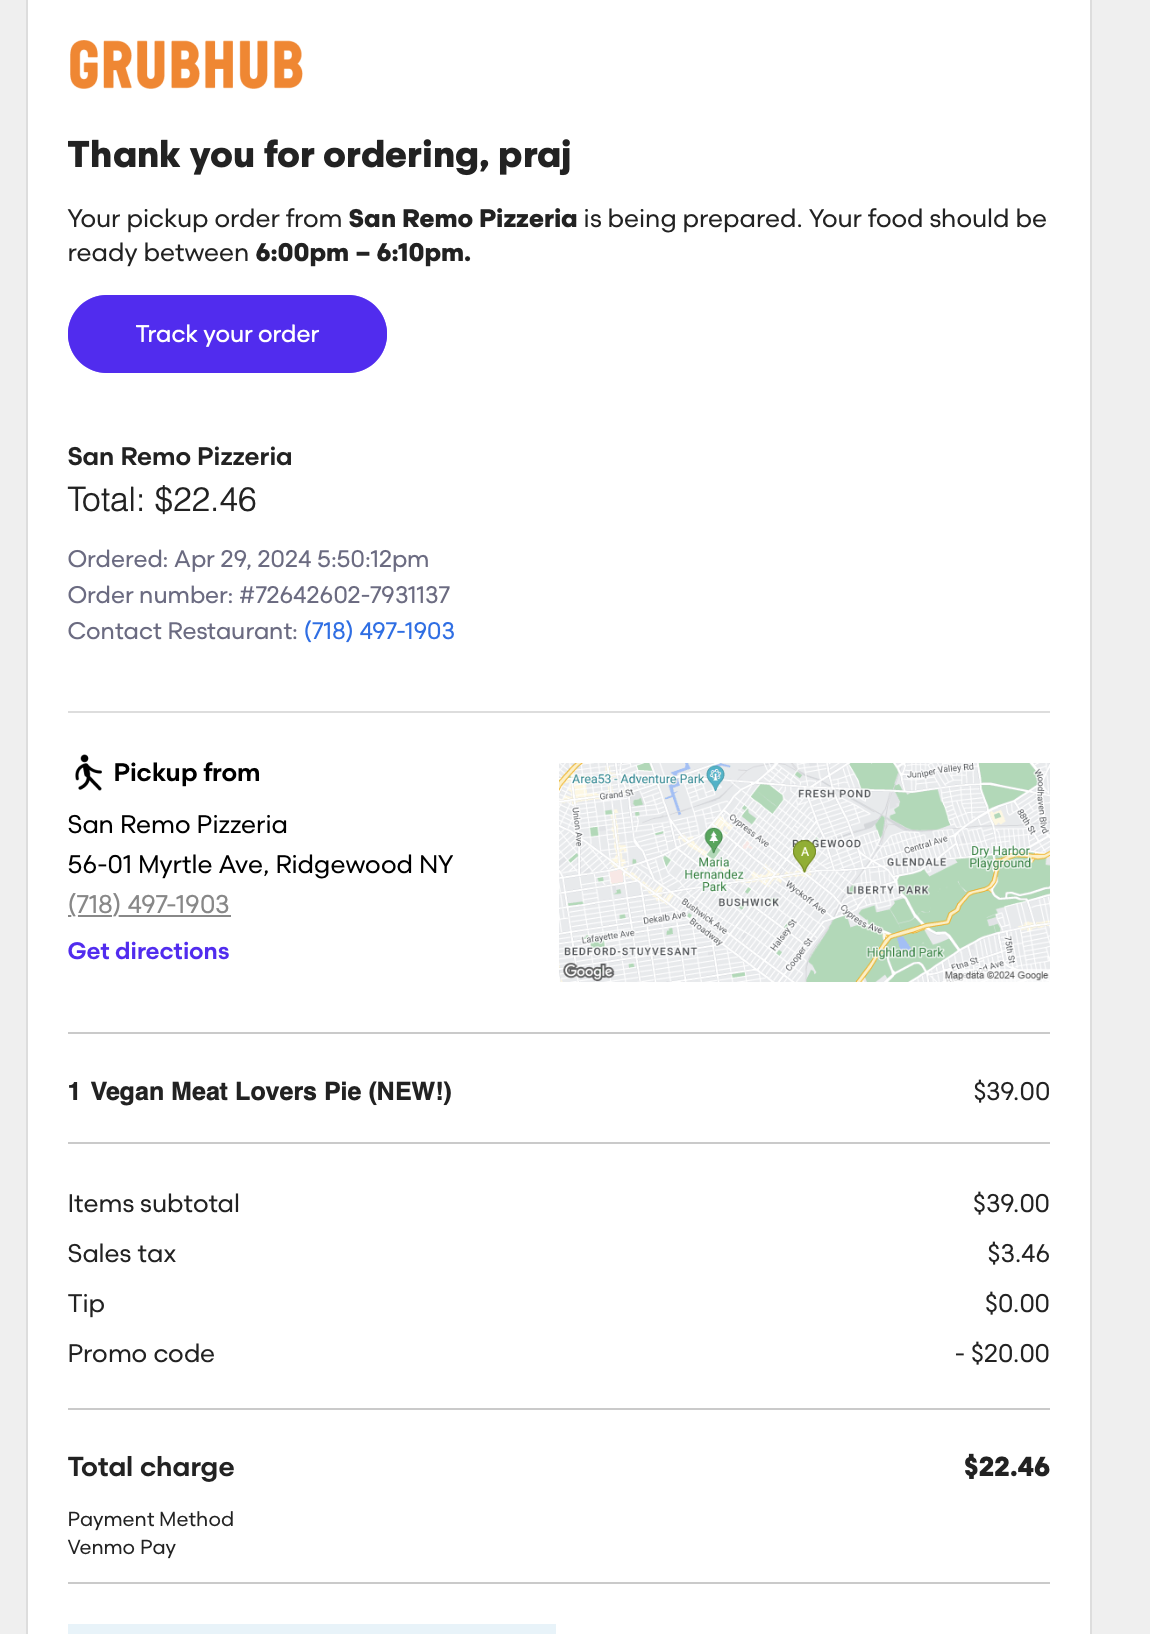 GRUBHUB
Thank you for ordering, praj
Your pickup order from San Remo Pizzeria is being prepared. Your food should be
ready between 6:00pm – 6:10pm.
Track your order
San Remo Pizzeria
Total: $22.46
Ordered: Apr 29, 2024 5:50:12pm
Order number: #72642602-7931137
Contact Restaurant: (718) 497-1903
Pickup from
San Remo Pizzeria
56-01 Myrtle Ave, Ridgewood NY
(718) 497-1903
Get directions
Area53 - Adventure Park
Juniper Valley Rd
Woodhaven Blvd
Grand St
FRESH POND
Union Ave
88th St
Cypress Ave
A
Central Ave
Maria
Hernandez
Park
GLENDALE
Dry Harbor
Playground
LIBERTY PARK
Wyckoff Ave
BUSHWICK
Bushwick Ave
Dekalb Ave
Broadway
Cypress Ave
Halsey St
Lafayette Ave
75th St
BEDFORD-STUYVESANT
Cooper St
Highland Park
Etna St
Google
Map data ©2024 Google
1 Vegan Meat Lovers Pie (NEW!) $39.00
Items subtotal $39.00
Sales tax $3.46
Tip $0.00
Promo code - $20.00
Total charge $22.46
Payment Method
Venmo Pay